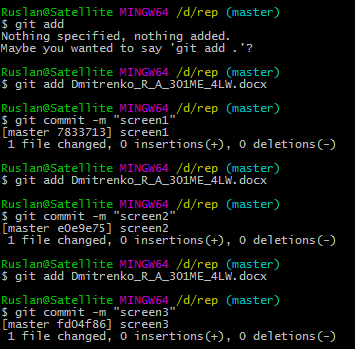 Ruslan@Satellite MINGW64 /d/rep (master)
$ git add
Nothing specified, nothing added.
Maybe you wanted to say 'git add .'?
Ruslan@Satellite MINGW64 /d/rep (master)
$ git add Dmitrenko_R_A_301ME_4LW.docx
Ruslan@Satellite MINGW64 /d/rep (master)
$ git commit -m "screen1"
[master 7833713] screen1
1 file changed, 0 insertions(+), 0 deletions(-)
Ruslan@Satellite MINGW64 /d/rep (master)
$ git add Dmitrenko_R_A_301ME_4LW.docx
Ruslan@Satellite MINGW64 /d/rep (master)
$ git commit -m "screen2"
[master e0e9e75] screen2
1 file changed, 0 insertions(+), 0 deletions(-)
Ruslan@Satellite MINGW64 /d/rep (master)
$ git add Dmitrenko_R_A_301ME_4LW.docx
Ruslan@Satellite MINGW64 /d/rep (master)
$ git commit -m "screen3"
[master fd04f86] screen3
1 file changed, 0 insertions(+), 0 deletions(-)